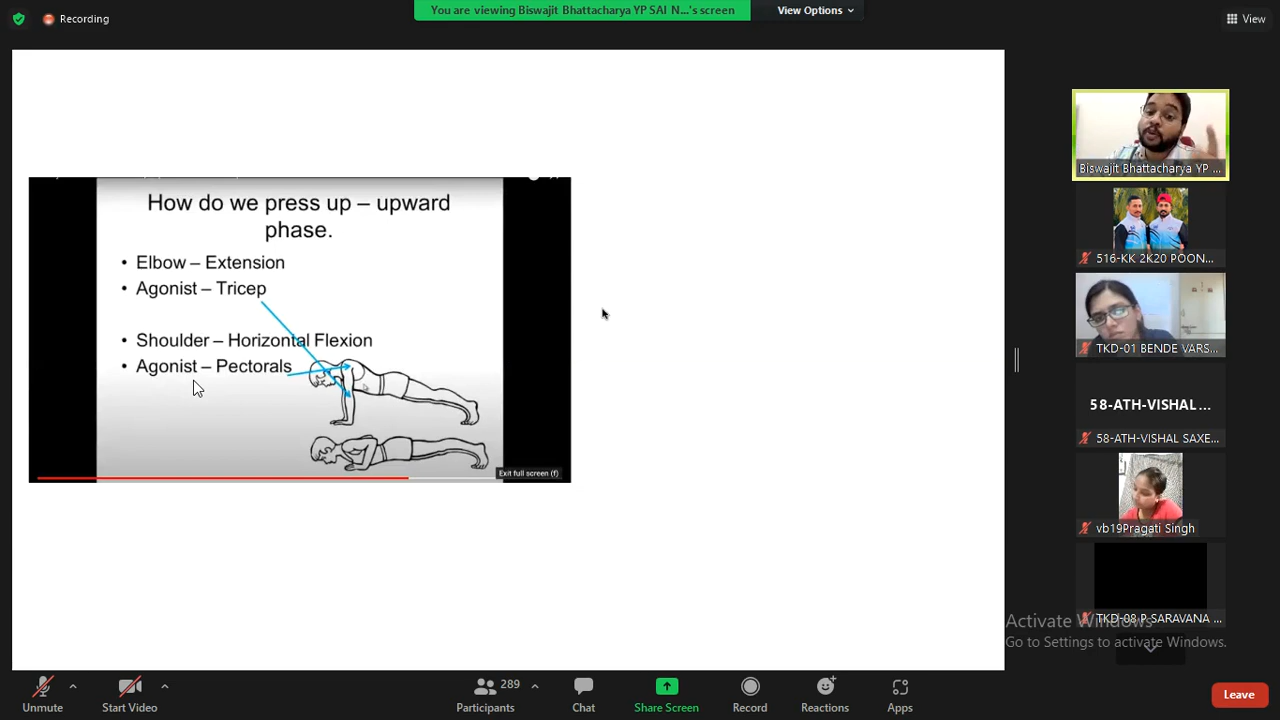 Recording
You are viewing Biswajit Bhattacharya YP SAI N...'s screen
View Options
View
How do we press up – upward
phase.
• Elbow – Extension
• Agonist – Tricep
• Shoulder – Horizontal Flexion
• Agonist – Pectorals
Exit full screen (f)
Biswajit Bhattacharya YP ...
516-KK 2K20 POON...
TKD-01 BENDE VARS...
58-ATH-VISHAL ...
58-ATH-VISHAL SAXE...
vb19Pragati Singh
TKD-08 P SARAVANA ...
Activate Windows
Go to Settings to activate Windows.
Unmute
Start Video
289
Participants
Chat
Share Screen
Record
Reactions
Apps
Leave